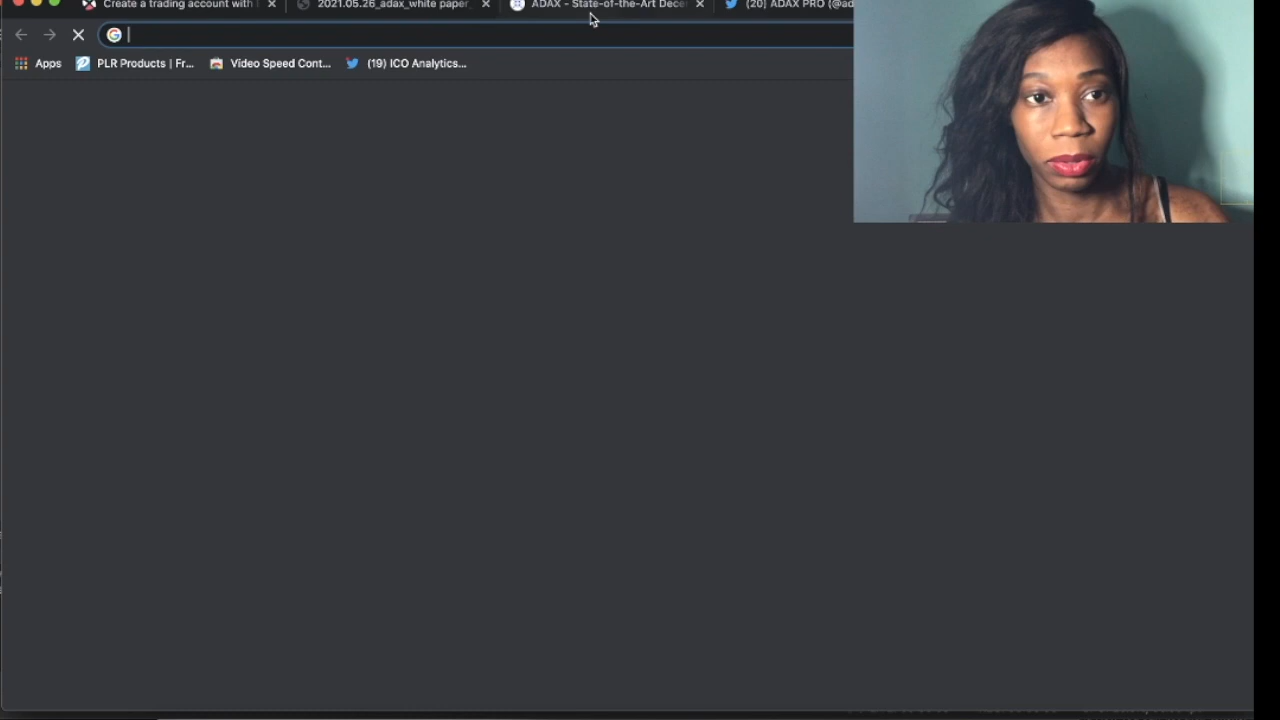 Create a trading account with
2021.05.26_adax_white paper
ADAX - State-of-the-Art Dece
(20) ADAX PRO (@ad
Apps
PLR Products | Fr...
Video Speed Cont...
(19) ICO Analytics...